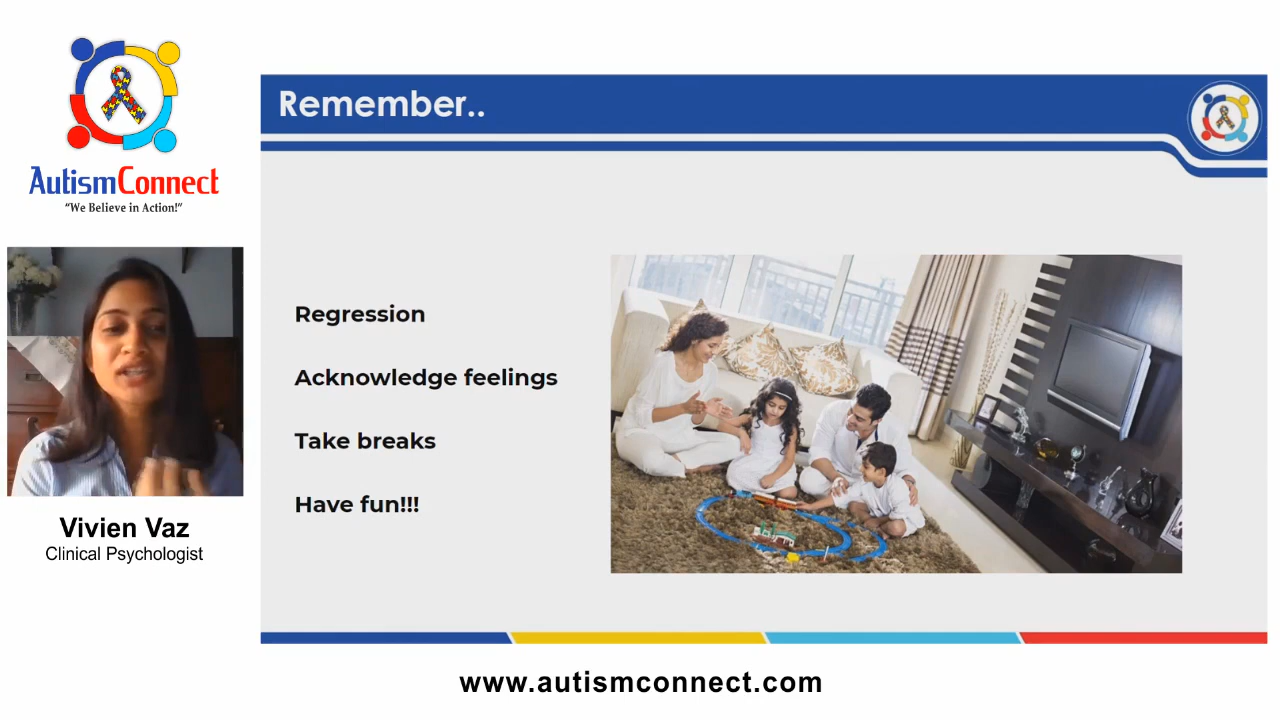 AutismConnect
"We Believe in Action!"
Vivien Vaz
Clinical Psychologist
Remember..
Regression
Acknowledge feelings
Take breaks
Have fun!!!
www.autismconnect.com